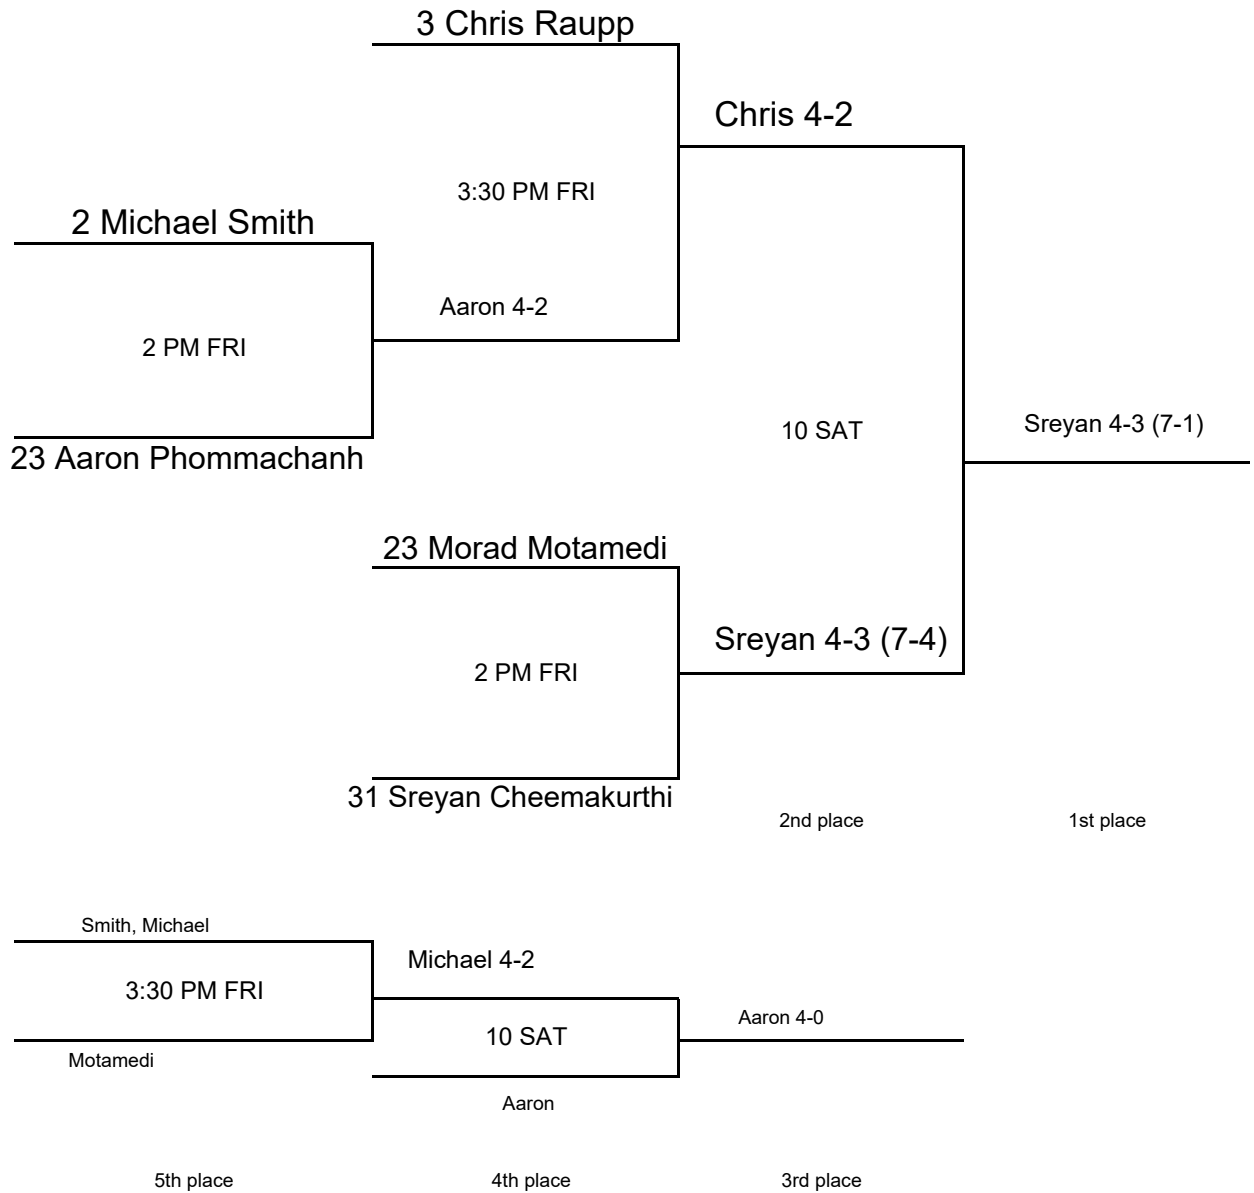 3 Chris Raupp
Chris 4-2
3:30 PM FRI
2 Michael Smith
Aaron 4-2
2 PM FRI
23 Aaron Phommachanh
10 SAT
Sreyan 4-3 (7-1)
23 Morad Motamedi
Sreyan 4-3 (7-4)
2 PM FRI
31 Sreyan Cheemakurthi
2nd place
1st place
Smith, Michael
Michael 4-2
3:30 PM FRI
Aaron 4-0
10 SAT
Motamedi
Aaron
5th place
4th place
3rd place